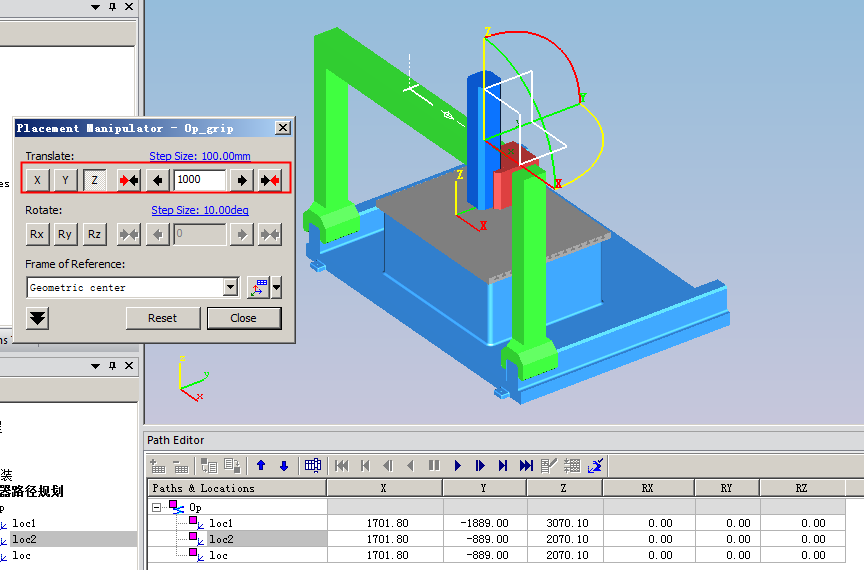 Placement Manipulator - Op_grip
Translate:
Step Size: 100.00mm
X Y Z 1000
es
Rotate:
Step Size: 10.00deg
Rx Ry Rz 0
Frame of Reference:
Geometric center
Reset Close
Z
Y
X
Z
X
z
y
x
Path Editor
Paths & Locations X Y Z RX RY RZ
Op
loc1 1701.80 -1889.00 3070.10 0.00 0.00 0.00
loc2 1701.80 -889.00 2070.10 0.00 0.00 0.00
loc 1701.80 -889.00 2070.10 0.00 0.00 0.00
装
器路径规划
p
loc1
loc2
loc